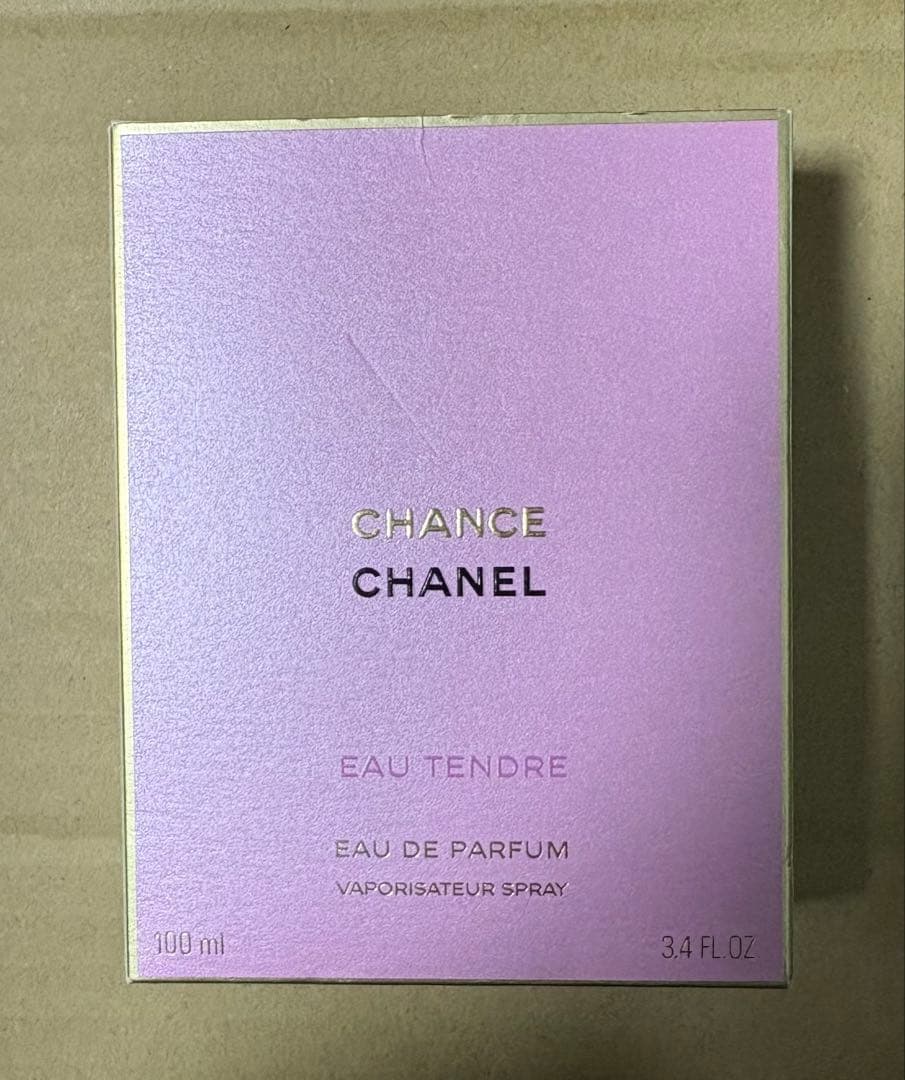 CHANCE
CHANEL
EAU TENDRE
EAU DE PARFUM
VAPORISATEUR SPRAY
100 ml
3.4 FL.OZ